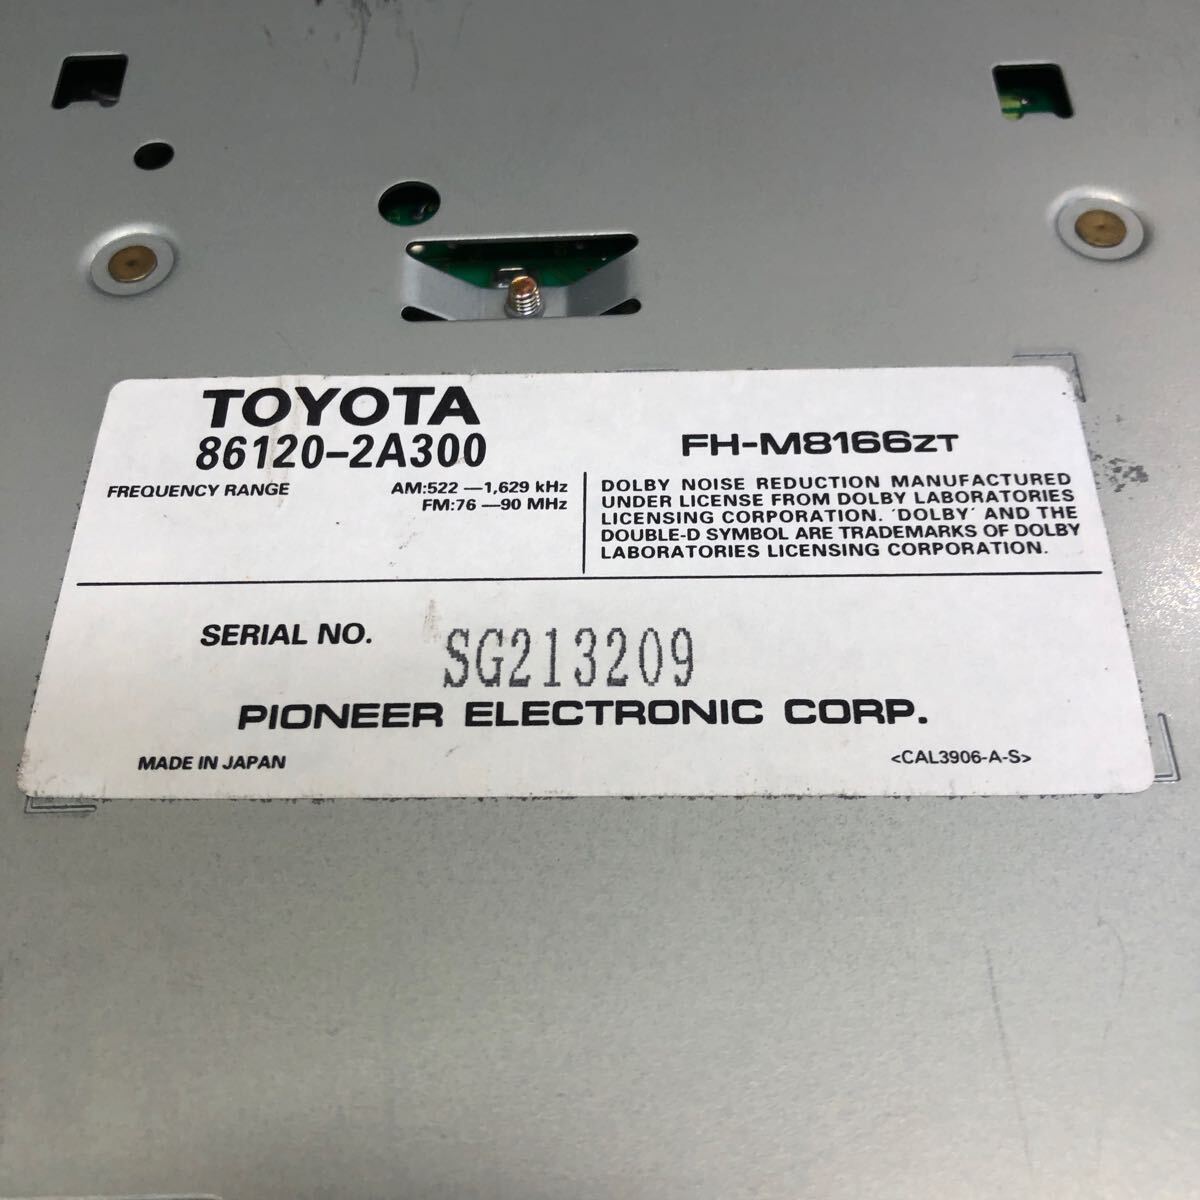 TOYOTA
86120-2A300
FREQUENCY RANGE AM:522 —1,629 kHz
FM:76 —90 MHz
FH-M8166ZT
DOLBY NOISE REDUCTION MANUFACTURED
UNDER LICENSE FROM DOLBY LABORATORIES
LICENSING CORPORATION. 'DOLBY' AND THE
DOUBLE-D SYMBOL ARE TRADEMARKS OF DOLBY
LABORATORIES LICENSING CORPORATION.
SERIAL NO. SG213209
PIONEER ELECTRONIC CORP.
MADE IN JAPAN <CAL3906-A-S>